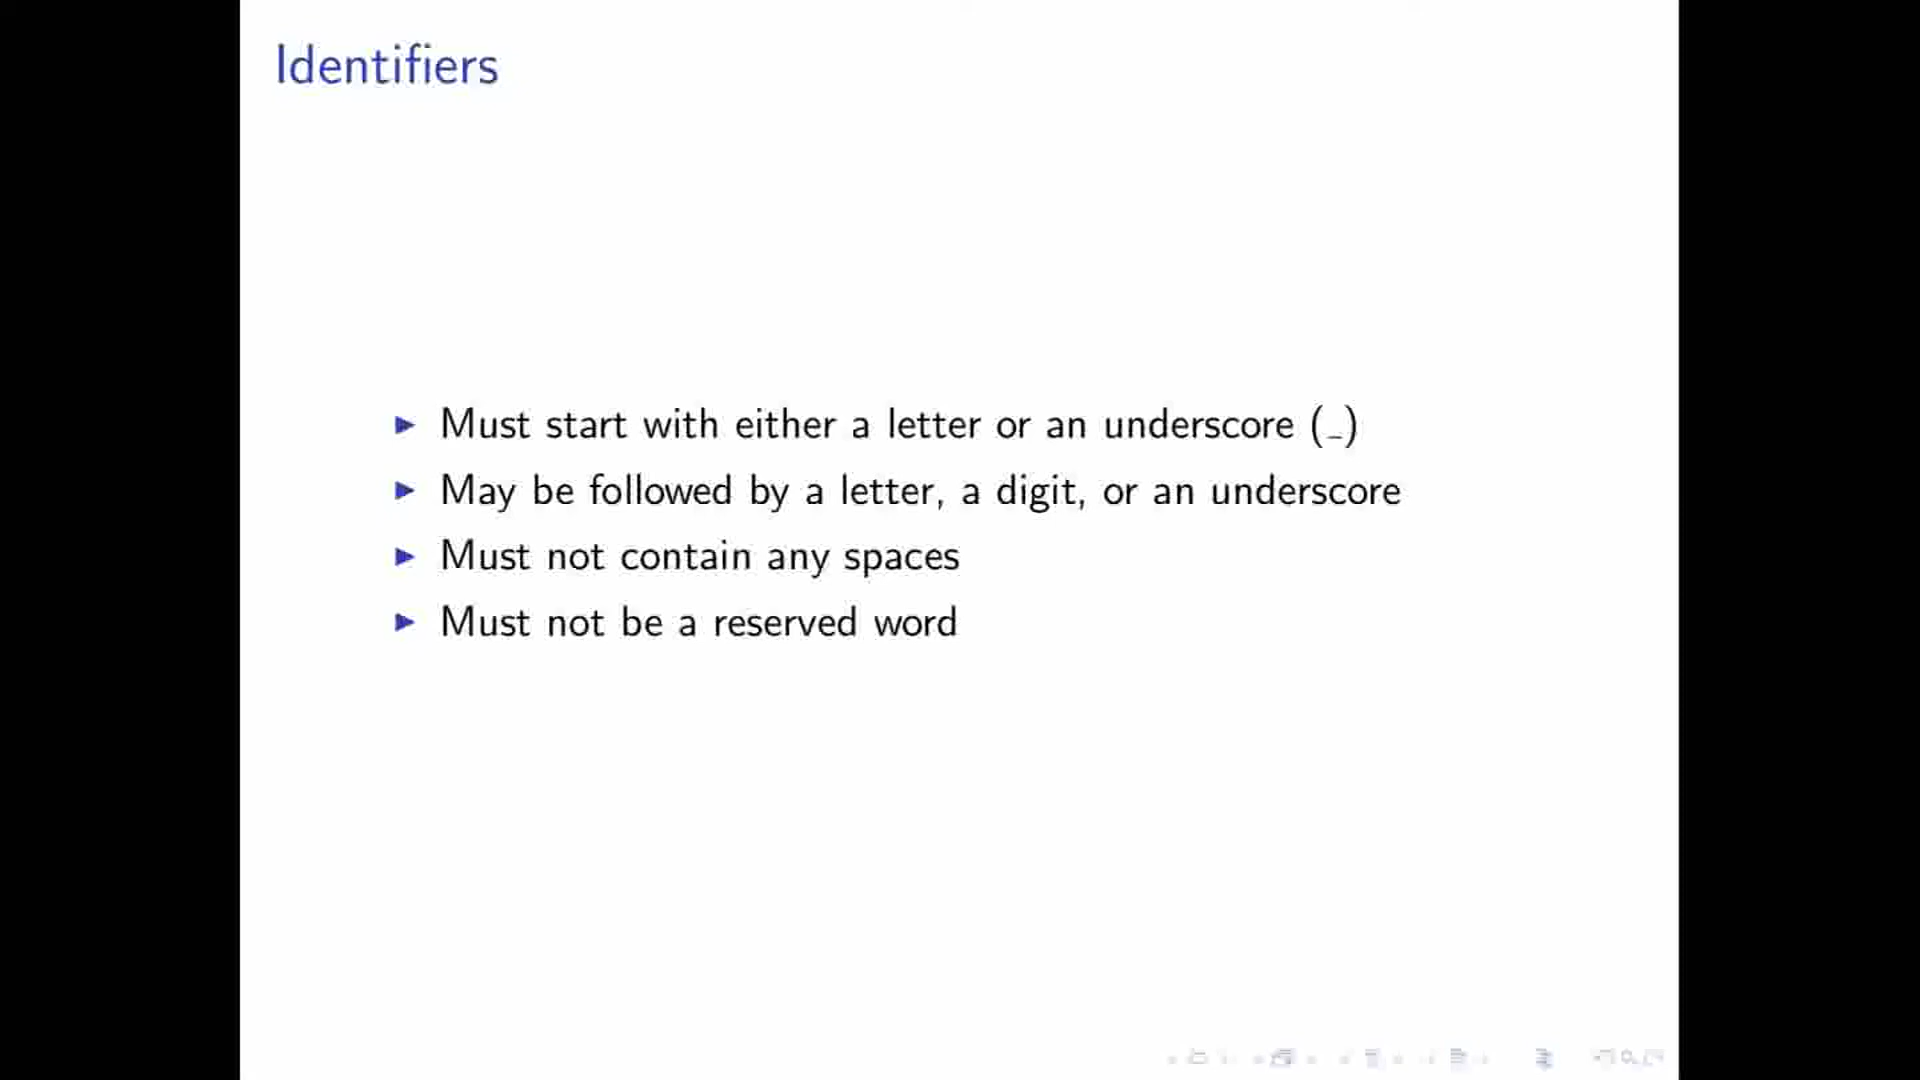 Identifiers
▶ Must start with either a letter or an underscore (_)
▶ May be followed by a letter, a digit, or an underscore
▶ Must not contain any spaces
▶ Must not be a reserved word